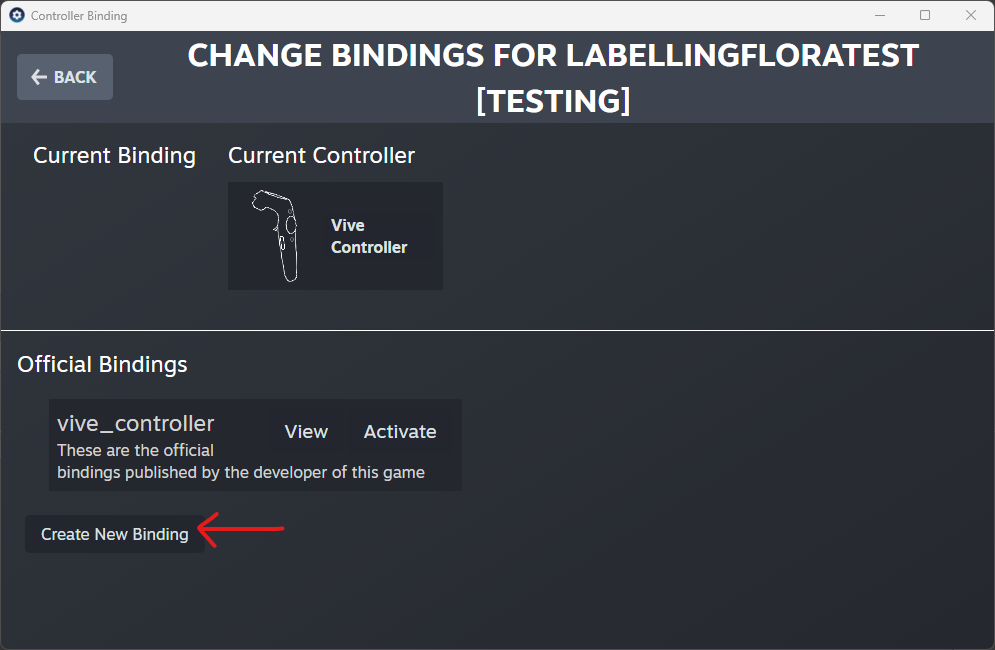 Controller Binding
BACK
CHANGE BINDINGS FOR LABELLINGFLORATEST
[TESTING]
Current Binding
Current Controller
Vive
Controller
Official Bindings
vive_controller
View
Activate
These are the official
bindings published by the developer of this game
Create New Binding